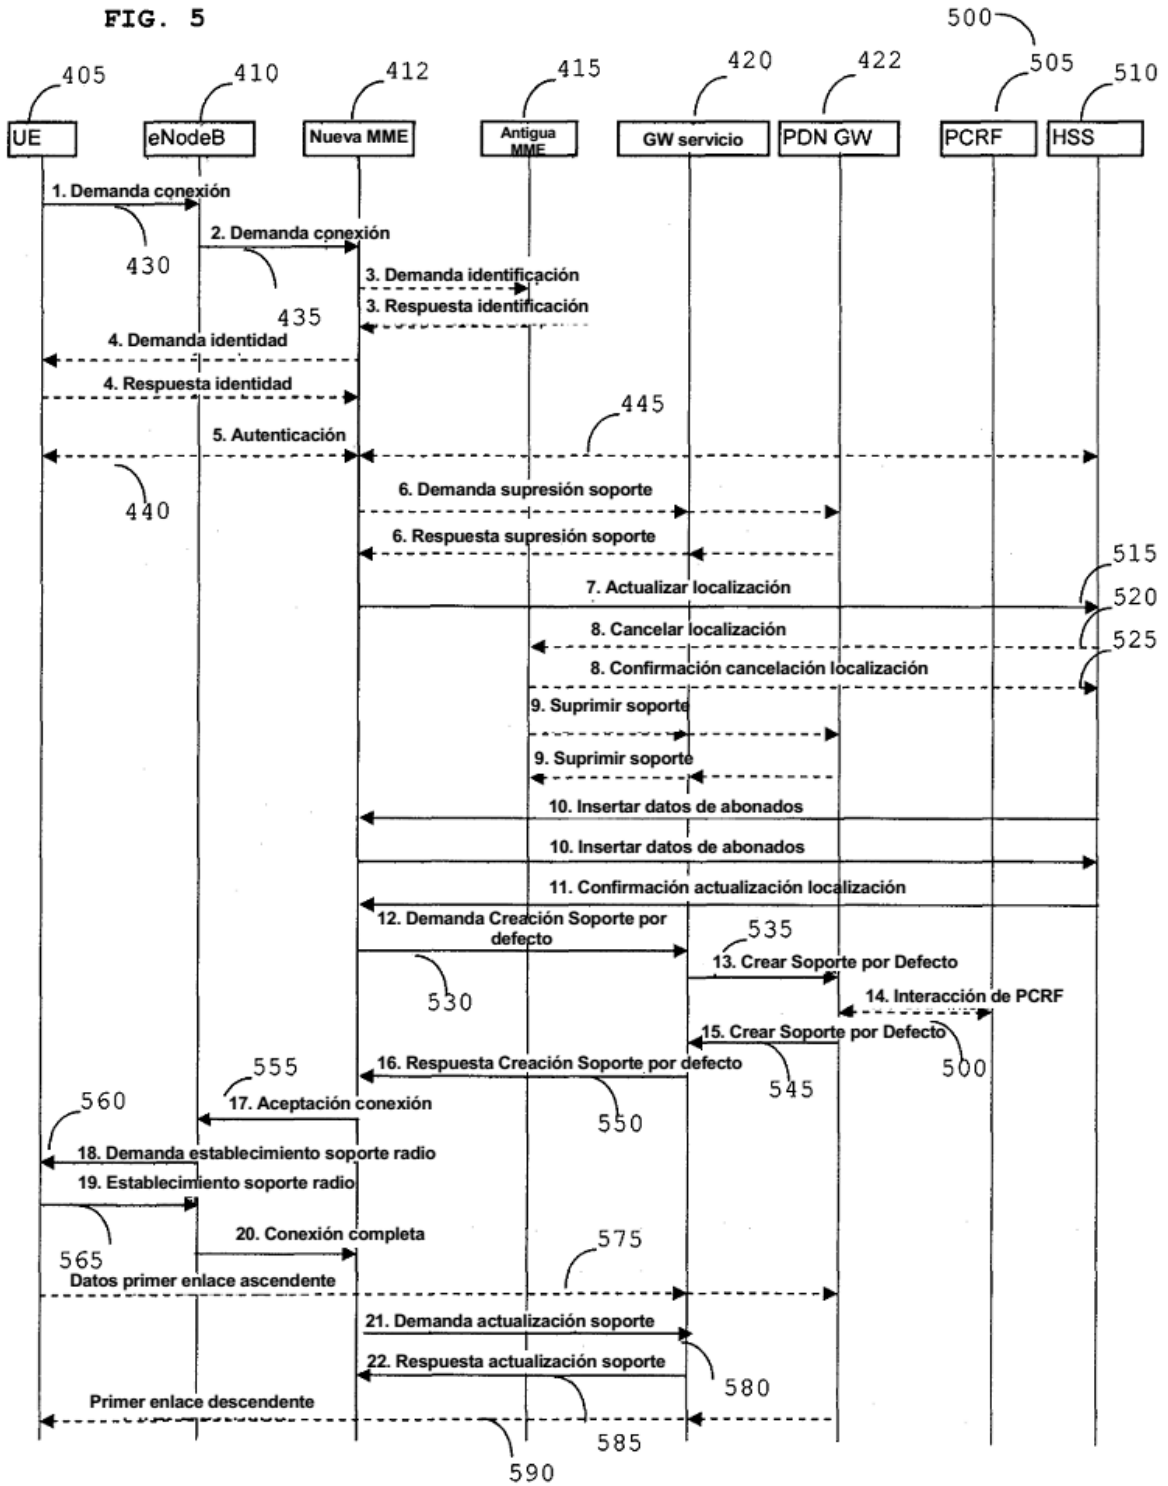 FIG. 5
500
405
410
412
415
420
422
505
510
UE
eNodeB
Nueva MME
Antigua
MME
GW servicio
PDN GW
PCRF
HSS
1. Demanda conexión
430
2. Demanda conexión
435
3. Demanda identificación
3. Respuesta identificación
4. Demanda identidad
4. Respuesta identidad
445
5. Autenticación
440
6. Demanda supresión soporte
6. Respuesta supresión soporte
515
7. Actualizar localización
520
8. Cancelar localización
525
8. Confirmación cancelación localización
9. Suprimir soporte
9. Suprimir soporte
10. Insertar datos de abonados
10. Insertar datos de abonados
11. Confirmación actualización localización
12. Demanda Creación Soporte por
defecto
535
13. Crear Soporte por Defecto
530
14. Interacción de PCRF
15. Crear Soporte por Defecto
500
16. Respuesta Creación Soporte por defecto
545
555
550
17. Aceptación conexión
560
18. Demanda establecimiento soporte radio
19. Establecimiento soporte radio
20. Conexión completa
565
575
Datos primer enlace ascendente
21. Demanda actualización soporte
22. Respuesta actualización soporte
580
Primer enlace descendente
585
590